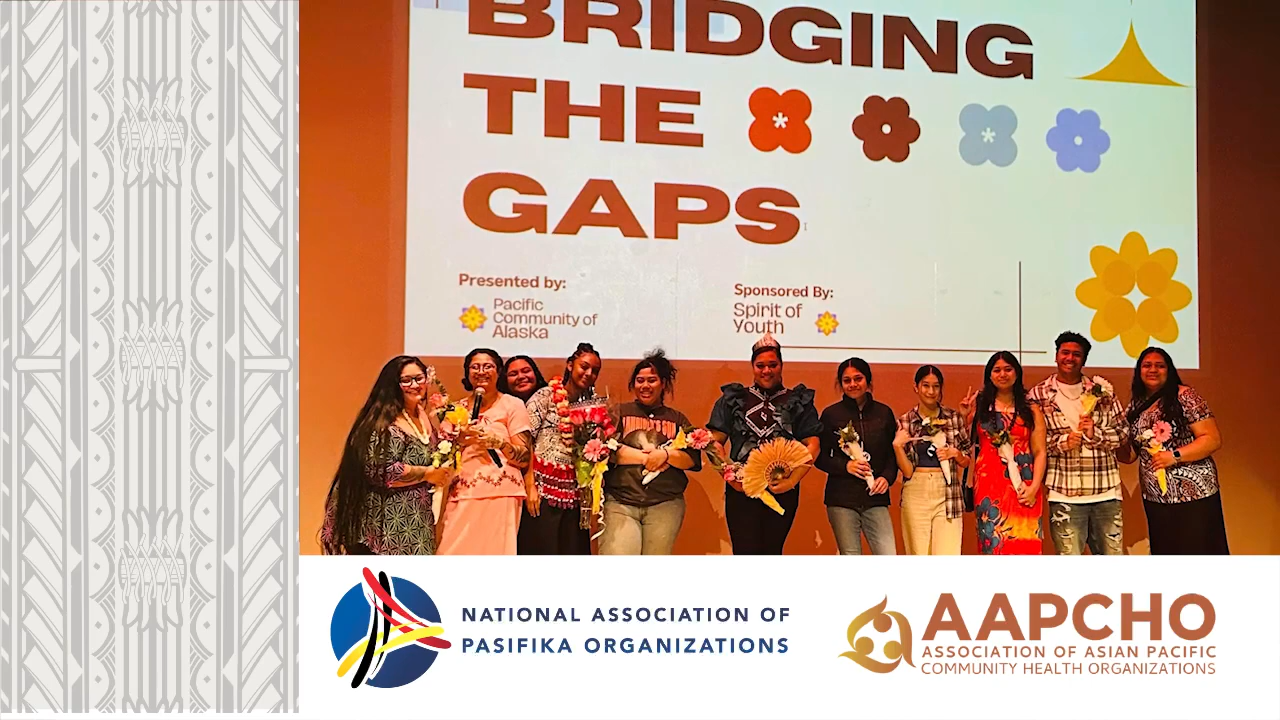 BRIDGING
THE
GAPS
Presented by:
Pacific
Community of
Alaska
Sponsored By:
Spirit of
Youth
NATIONAL ASSOCIATION OF
PASIFIKA ORGANIZATIONS
AAPCHO
ASSOCIATION OF ASIAN PACIFIC
COMMUNITY HEALTH ORGANIZATIONS